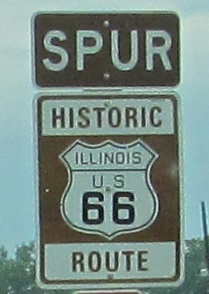 SPUR
HISTORIC
ILLINOIS
U S
66
ROUTE